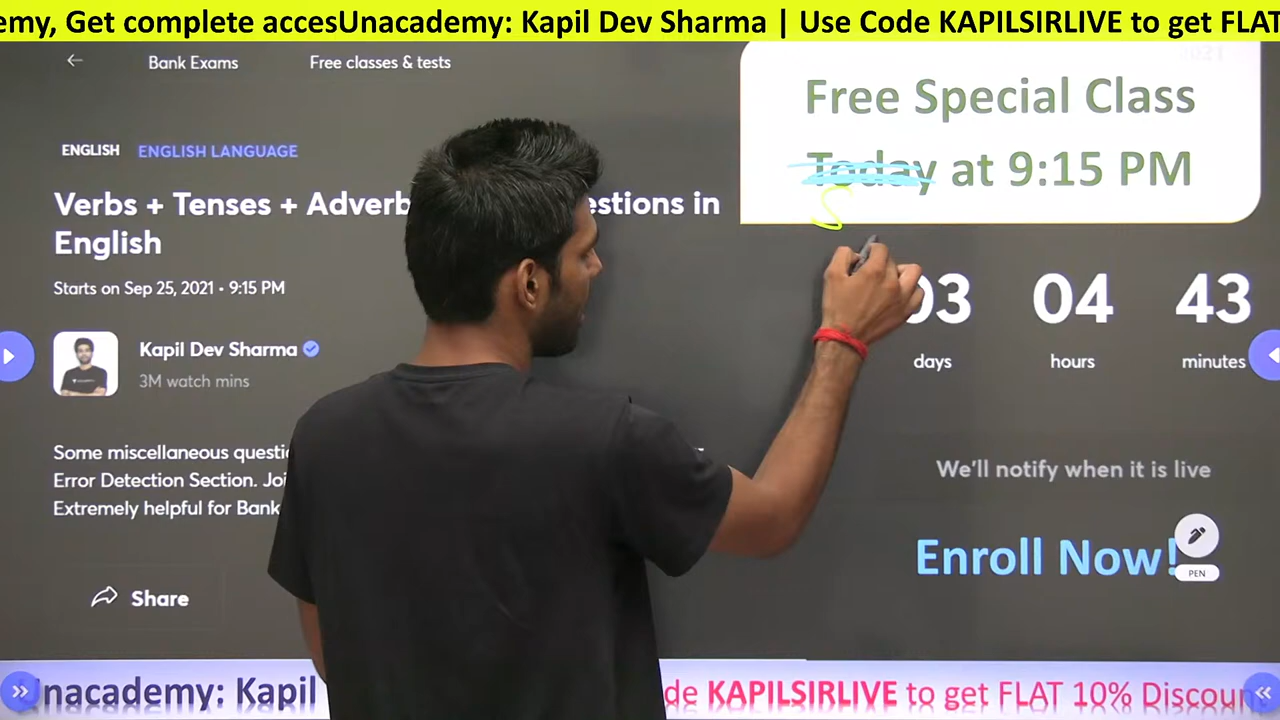 emy, Get complete accesUnacademy: Kapil Dev Sharma | Use Code KAPILSIRLIVE to get FLAT
Bank Exams Free classes & tests
Free Special Class
Today at 9:15 PM
S
ENGLISH ENGLISH LANGUAGE
Verbs + Tenses + Adverb estions in
English
Starts on Sep 25, 2021 • 9:15 PM
Kapil Dev Sharma
3M watch mins
03 04 43
days hours minutes
Some miscellaneous questi
Error Detection Section. Joi
Extremely helpful for Bank
We'll notify when it is live
Enroll Now!
PEN
Share
Unacademy: Kapil de KAPILSIRLIVE to get FLAT 10% Discoun